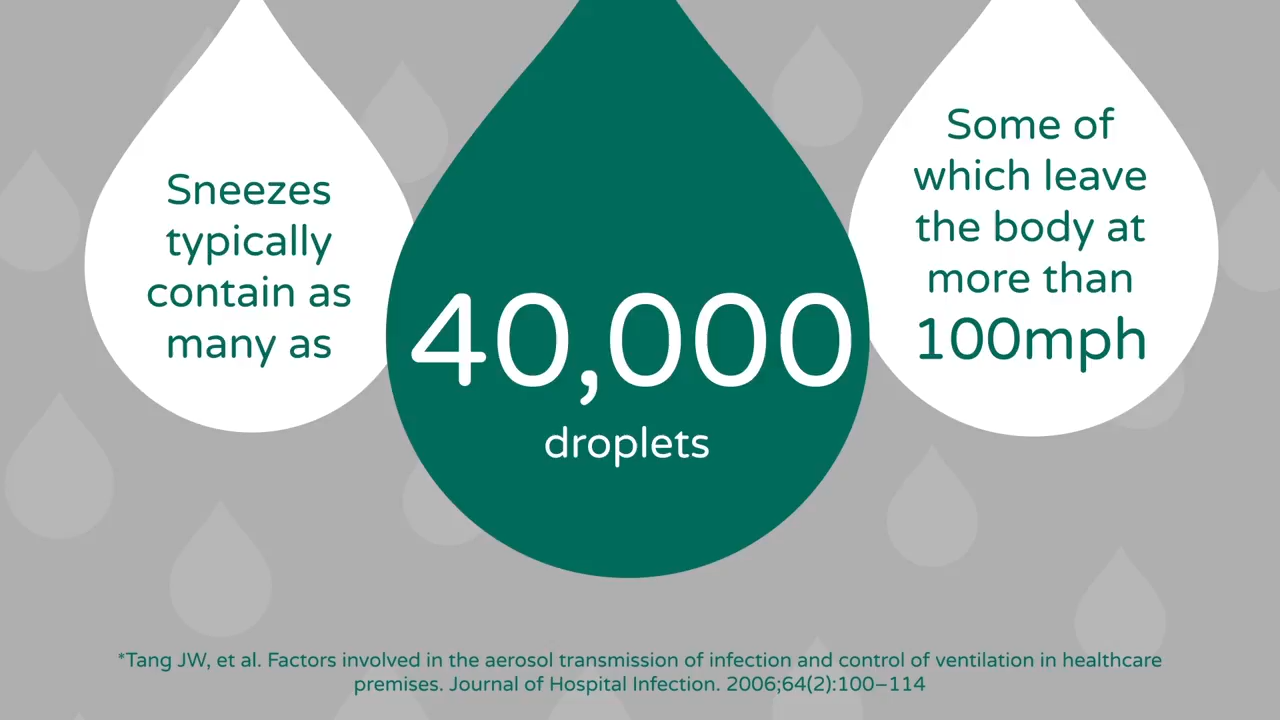 Sneezes
typically
contain as
many as
40,000
droplets
Some of
which leave
the body at
more than
100mph
*Tang JW, et al. Factors involved in the aerosol transmission of infection and control of ventilation in healthcare
premises. Journal of Hospital Infection. 2006;64(2):100–114